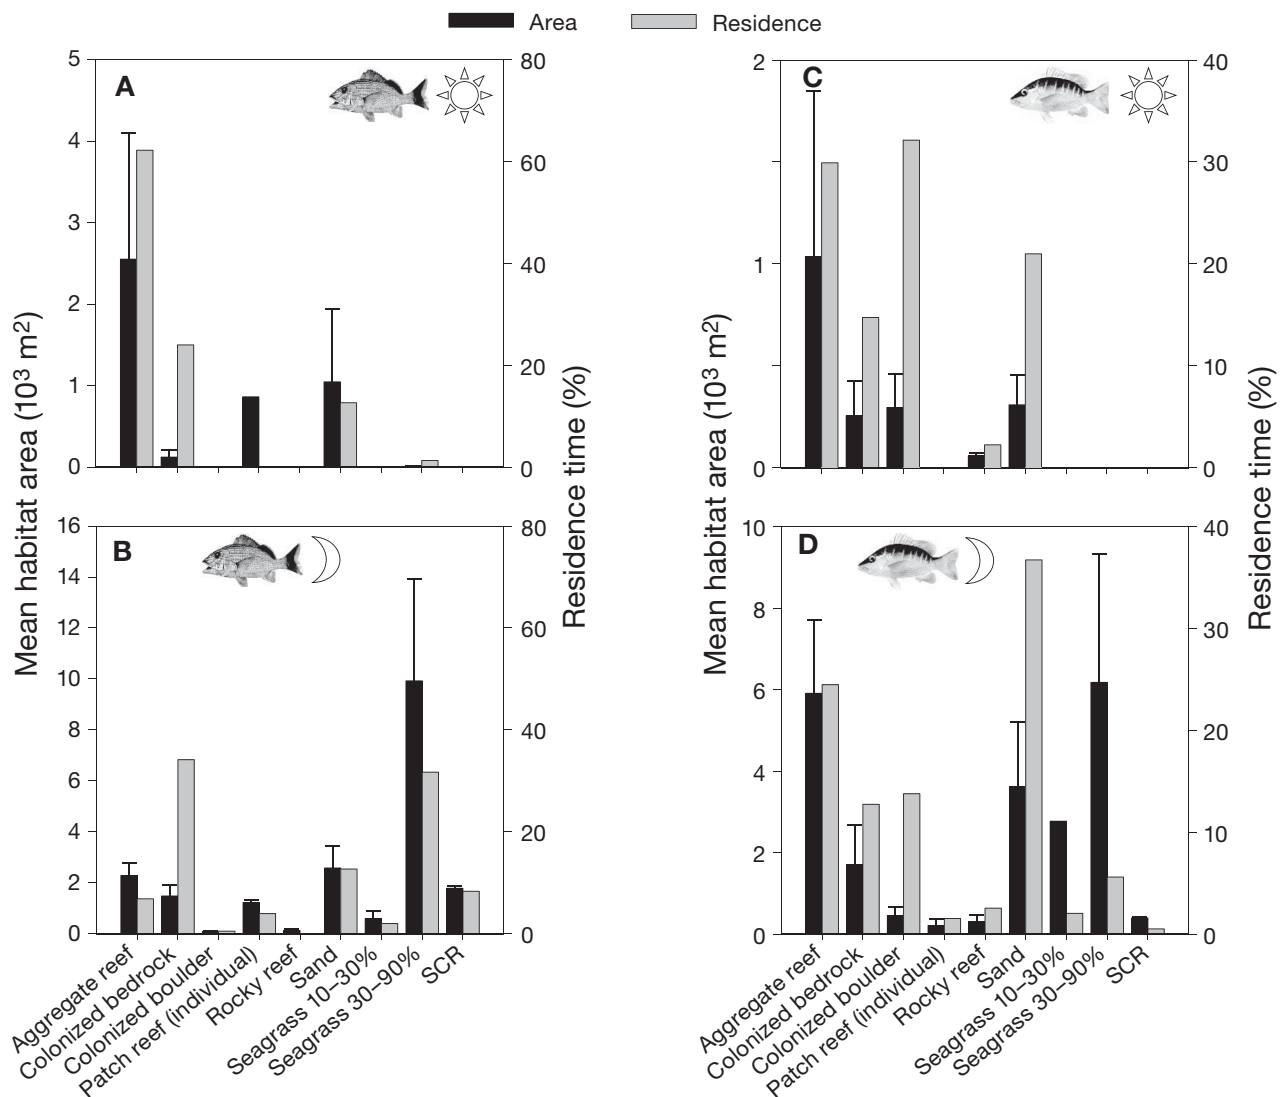 Area
Residence
A
5
4
3
2
1
0
80
60
40
20
0
C
2
1
0
40
30
20
10
0
B
16
14
12
10
8
6
4
2
0
80
60
40
20
0
D
10
8
6
4
2
0
40
30
20
10
0
Mean habitat area (10³ m²)
Residence time (%)
Mean habitat area (10³ m²)
Residence time (%)
Aggregate reef
Colonized bedrock
Colonized boulder
Patch reef (individual)
Rocky reef
Sand
Seagrass 10–30%
Seagrass 30–90%
SCR
Aggregate reef
Colonized bedrock
Colonized boulder
Patch reef (individual)
Rocky reef
Sand
Seagrass 10–30%
Seagrass 30–90%
SCR